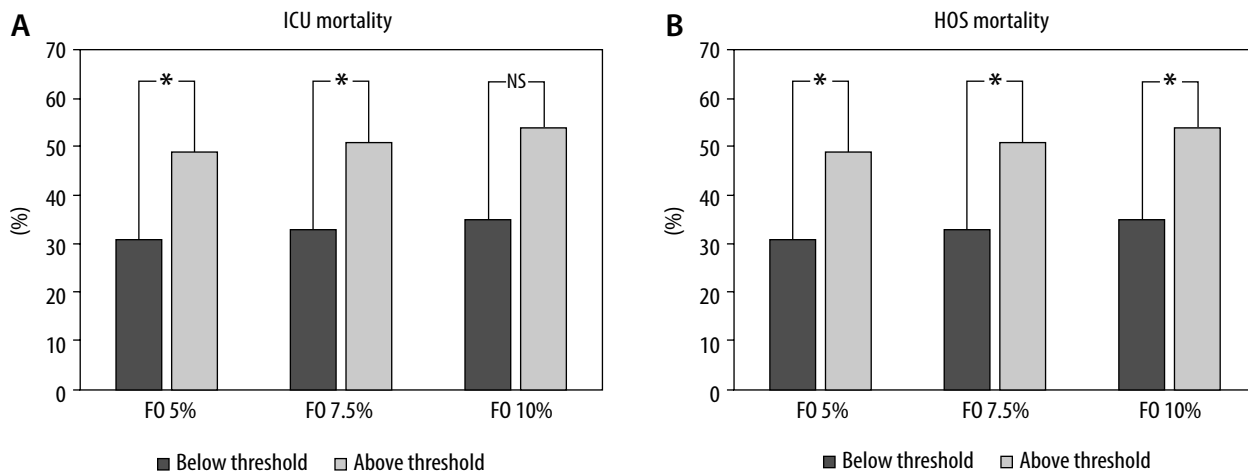 A
ICU mortality
(%)
70
60
50
40
30
20
10
0
*
*
NS
FO 5%
FO 7.5%
FO 10%
Below threshold
Above threshold
B
HOS mortality
(%)
70
60
50
40
30
20
10
0
*
*
*
FO 5%
FO 7.5%
FO 10%
Below threshold
Above threshold